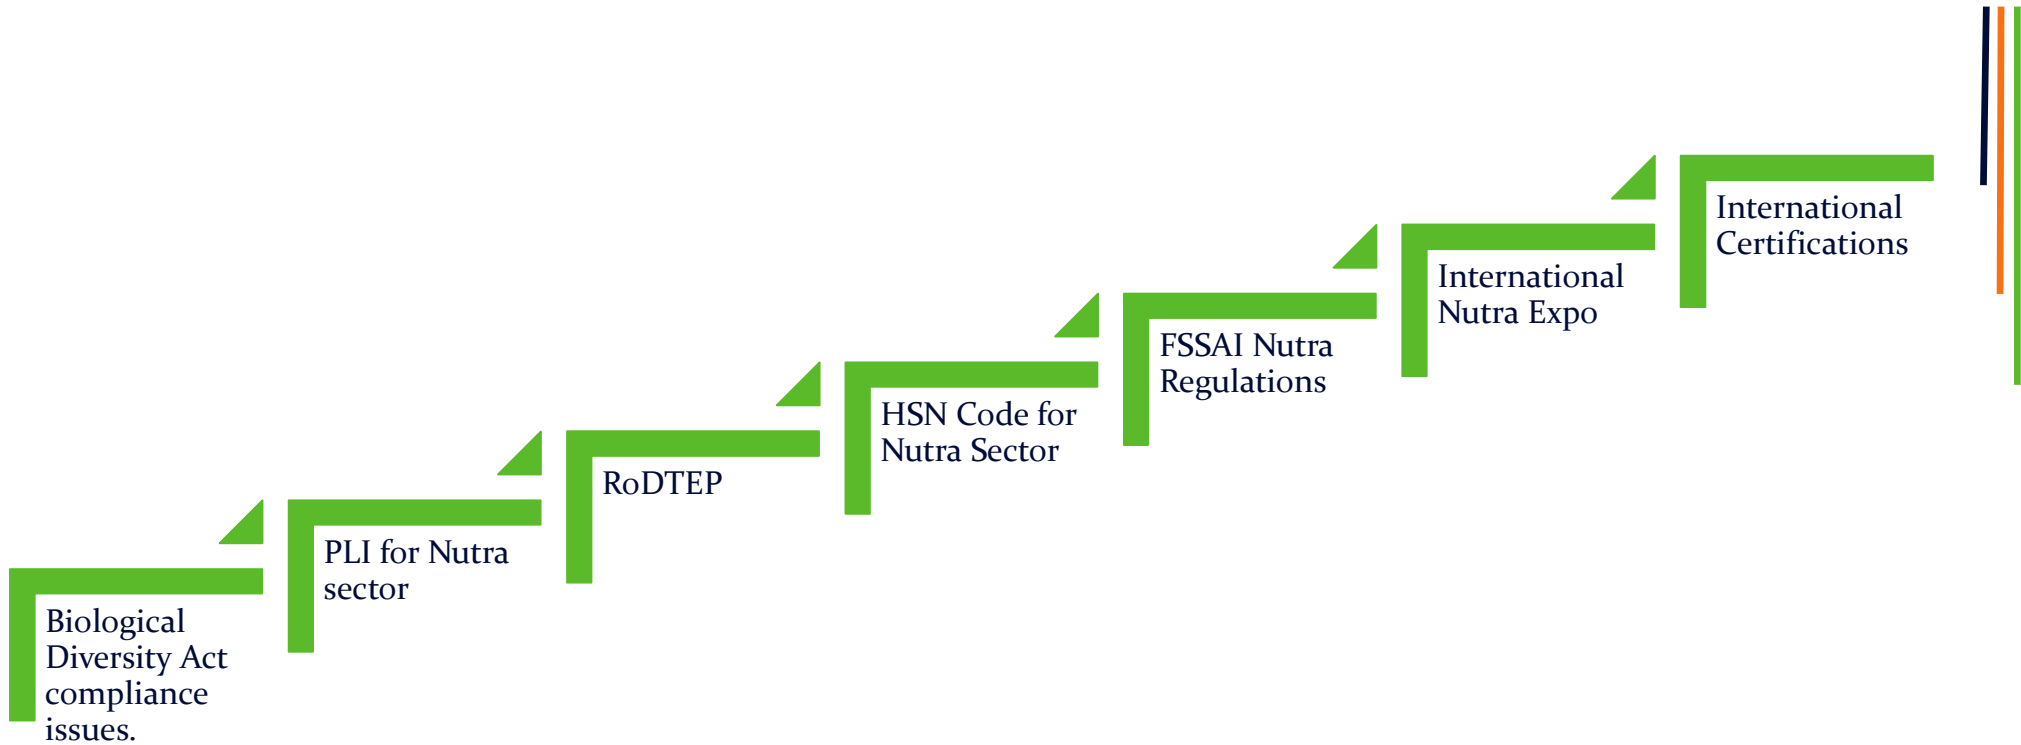 Biological
Diversity Act
compliance
issues.
PLI for Nutra
sector
RoDTEP
HSN Code for
Nutra Sector
FSSAI Nutra
Regulations
International
Nutra Expo
International
Certifications